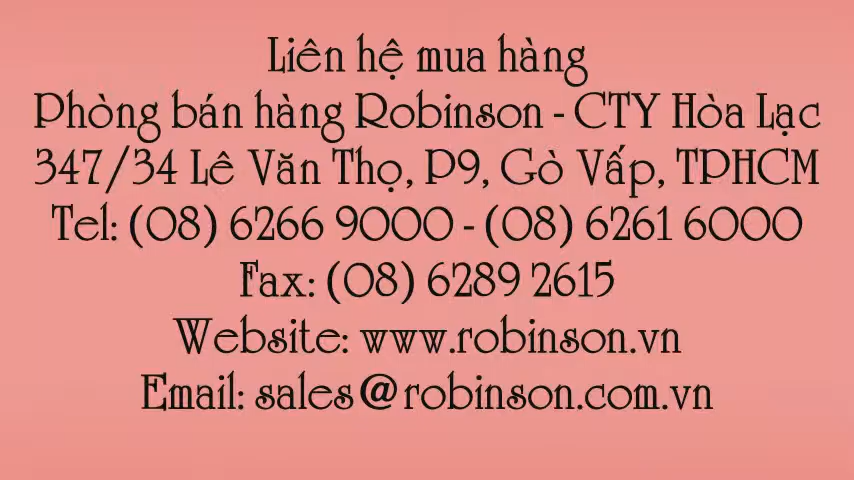 Liên hệ mua hàng
Phòng bán hàng Robinson - CTY Hòa Lạc
347/34 Lê Văn Thọ, P9, Gò Vấp, TPHCM
Tel: (08) 6266 9000 - (08) 6261 6000
Fax: (08) 6289 2615
Website: www.robinson.vn
Email: sales@robinson.com.vn